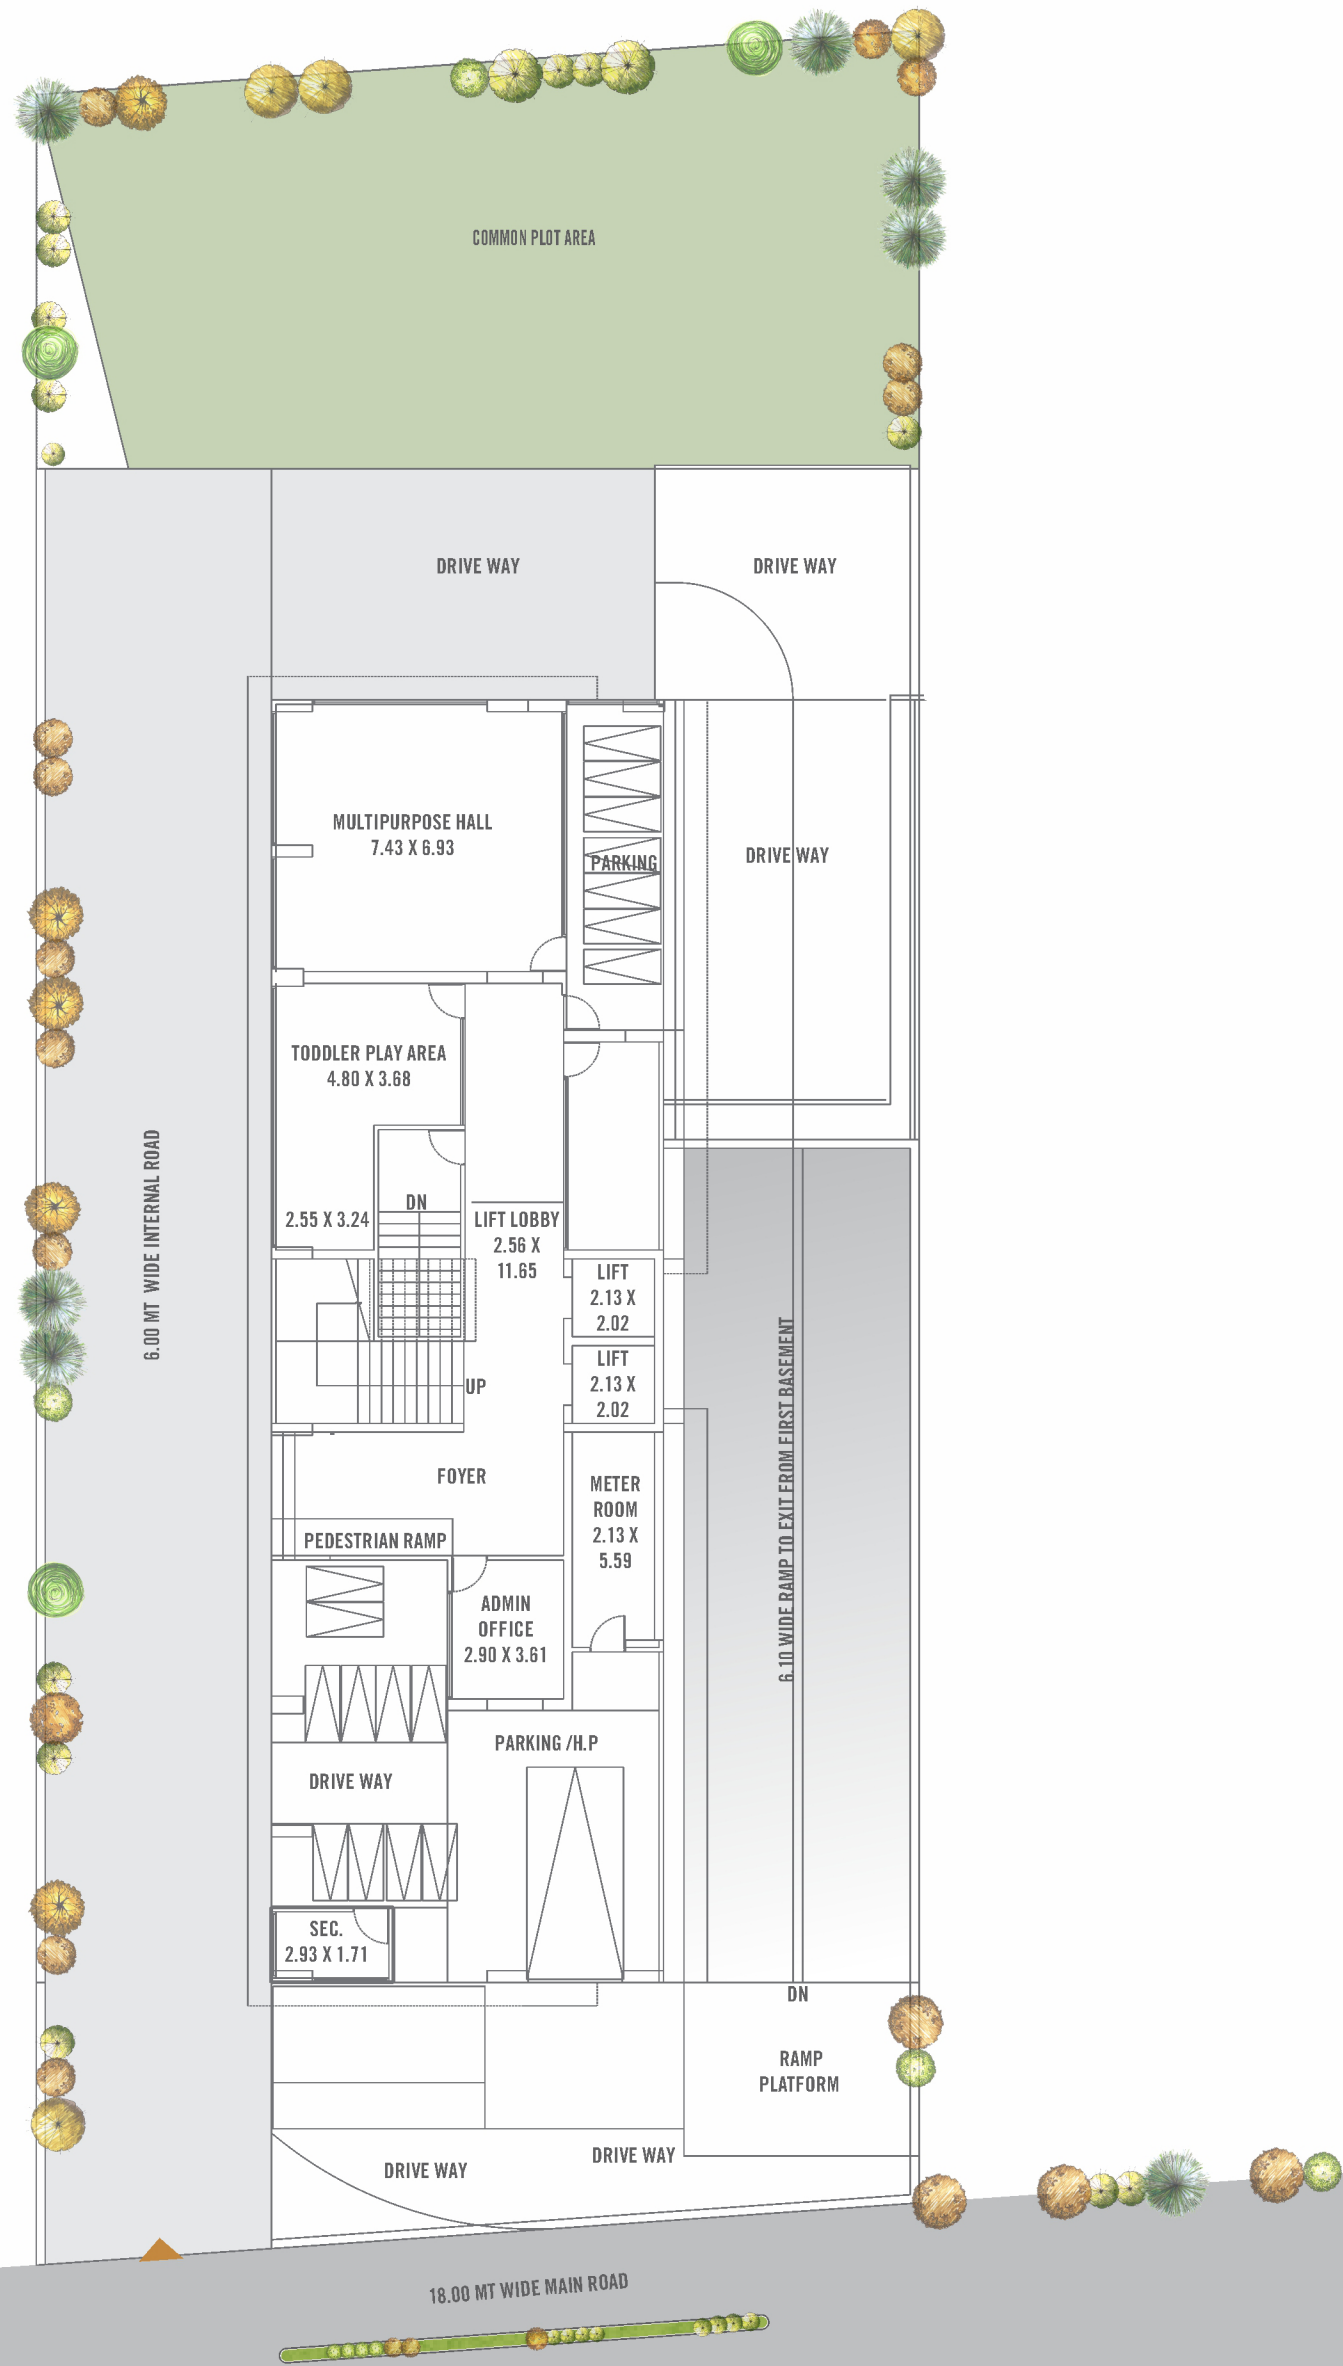 COMMON PLOT AREA
DRIVE WAY
DRIVE WAY
MULTIPURPOSE HALL
7.43 X 6.93
PARKING
DRIVE WAY
TODDLER PLAY AREA
4.80 X 3.68
6.00 MT WIDE INTERNAL ROAD
DN
2.55 X 3.24
LIFT LOBBY
2.56 X
11.65
LIFT
2.13 X
2.02
LIFT
2.13 X
2.02
UP
6.10 WIDE RAMP TO EXIT FROM FIRST BASEMENT
FOYER
METER
ROOM
2.13 X
5.59
PEDESTRIAN RAMP
ADMIN
OFFICE
2.90 X 3.61
PARKING /H.P
DRIVE WAY
SEC.
2.93 X 1.71
DN
RAMP
PLATFORM
DRIVE WAY
DRIVE WAY
18.00 MT WIDE MAIN ROAD